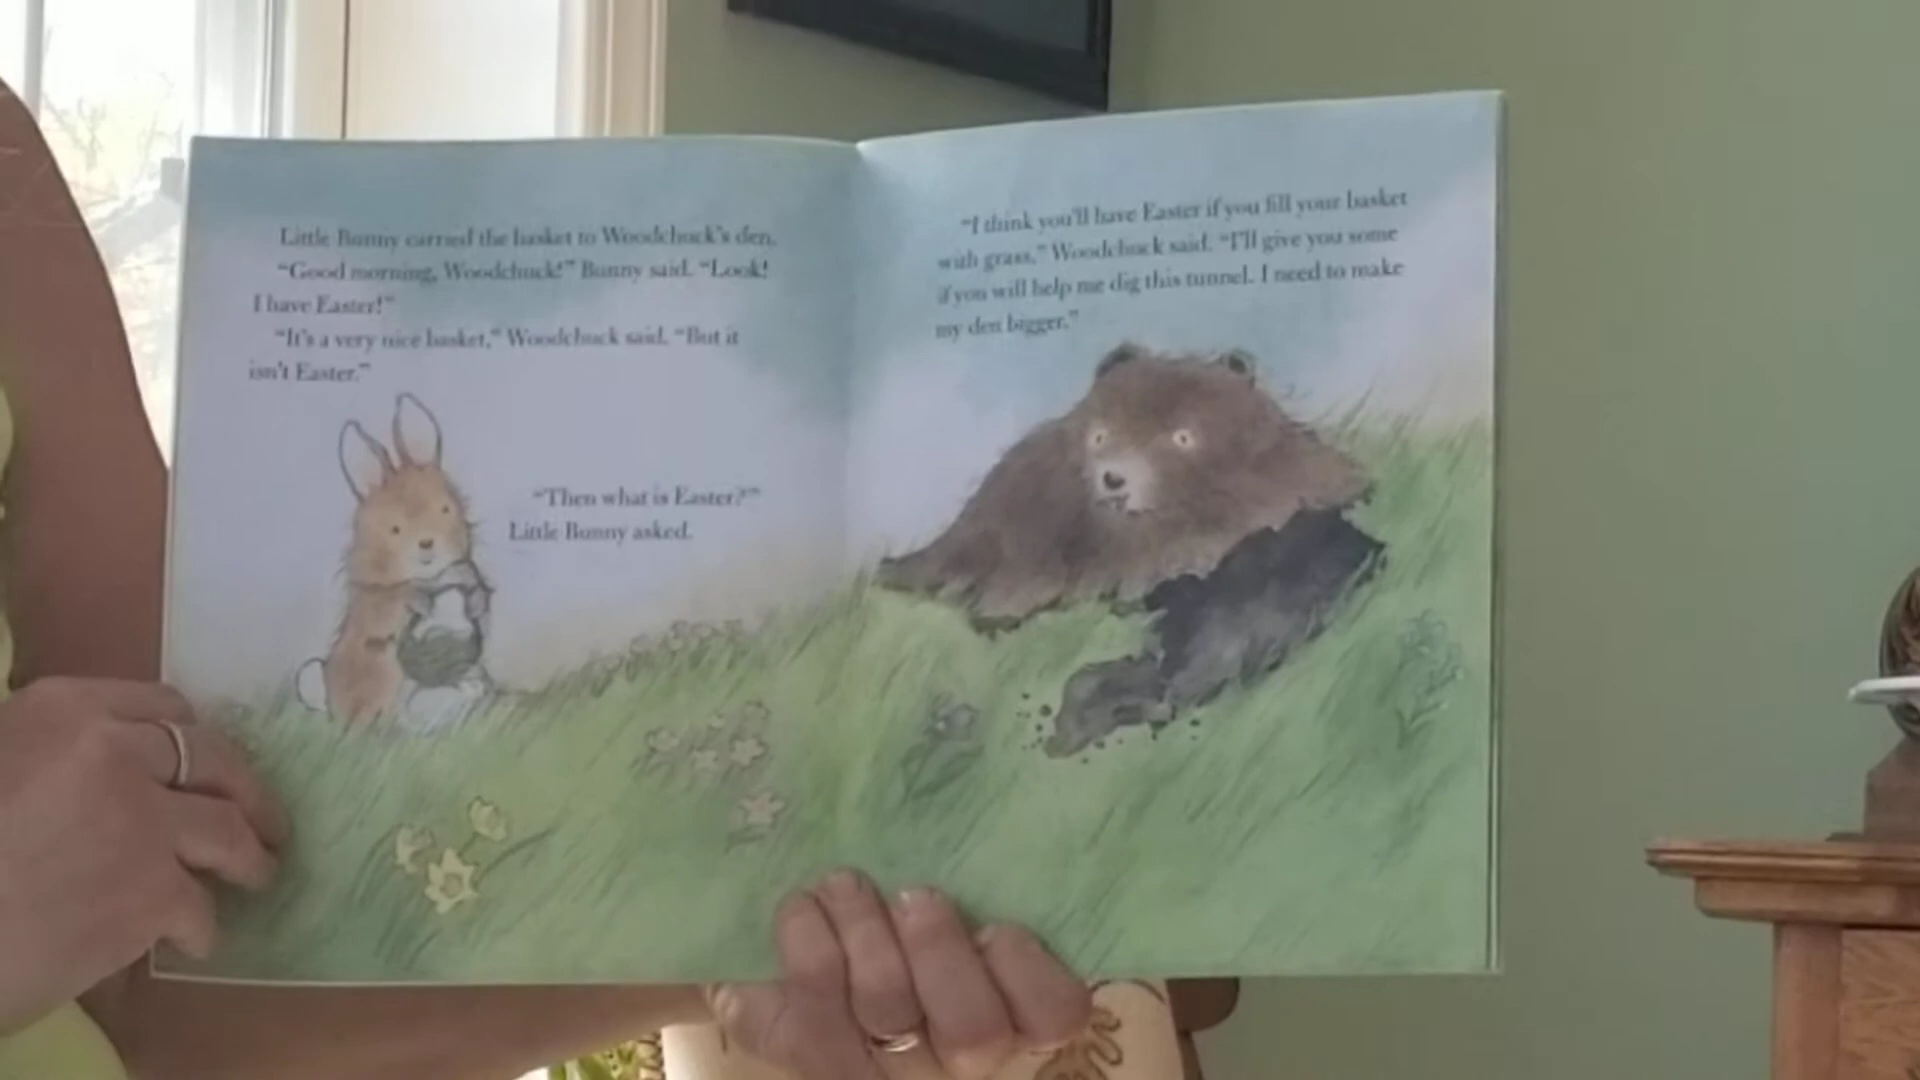 Little Bunny carried the basket to Woodchuck's den.
"Good morning, Woodchuck!" Bunny said. "Look!
I have Easter!"
"It's a very nice basket," Woodchuck said. "But it
isn't Easter."
"Then what is Easter?"
Little Bunny asked.
"I think you'll have Easter if you fill your basket
with grass," Woodchuck said. "I'll give you some
if you will help me dig this tunnel. I need to make
my den bigger."